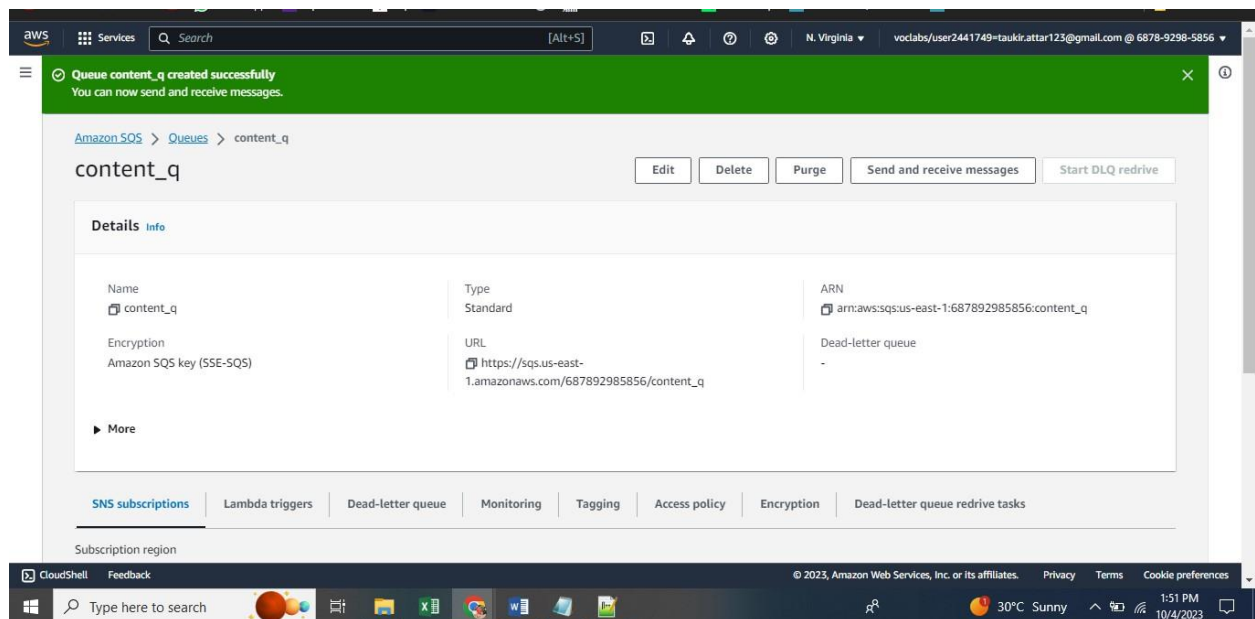 aws Services Search [Alt+S] N. Virginia voclabs/user2441749=taukir.attar123@gmail.com @ 6878-9298-5856
Queue content_q created successfully
You can now send and receive messages.
Amazon SQS > Queues > content_q
content_q Edit Delete Purge Send and receive messages Start DLQ redrive
Details Info
Name Type ARN
content_q Standard arn:aws:sqs:us-east-1:687892985856:content_q
Encryption URL Dead-letter queue
Amazon SQS key (SSE-SQS) https://sqs.us-east- -
1.amazonaws.com/687892985856/content_q
More
SNS subscriptions Lambda triggers Dead-letter queue Monitoring Tagging Access policy Encryption Dead-letter queue redrive tasks
Subscription region
CloudShell Feedback © 2023, Amazon Web Services, Inc. or its affiliates. Privacy Terms Cookie preferences
Type here to search 30°C Sunny 1:51 PM
10/4/2023